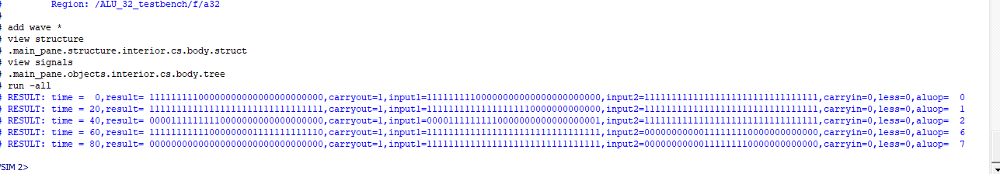 # Region: /ALU_32_testbench/f/a32
#
# add wave *
# view structure
# .main_pane.structure.interior.cs.body.struct
# view signals
# .main_pane.objects.interior.cs.body.tree
# run -all
# RESULT: time =  0,result= 11111111100000000000000000000000,carryout=1,input1=11111111100000000000000000000000,input2=11111111111111111111111111111111,carryin=0,less=0,aluop=  0
# RESULT: time = 20,result= 11111111111111111111111111111111,carryout=1,input1=11111111111111111110000000000000,input2=11111111111111111111111111111111,carryin=0,less=0,aluop=  1
# RESULT: time = 40,result= 00001111111110000000000000000000,carryout=1,input1=00001111111110000000000000000001,input2=11111111111111111111111111111111,carryin=0,less=0,aluop=  2
# RESULT: time = 60,result= 11111111111000000001111111111110,carryout=1,input1=11111111111111111111111111111111,input2=00000000000111111110000000000000,carryin=0,less=0,aluop=  6
# RESULT: time = 80,result= 00000000000000000000000000000000,carryout=1,input1=11111111111111111111111111111111,input2=00000000000111111110000000000000,carryin=0,less=0,aluop=  7
VSIM 2>